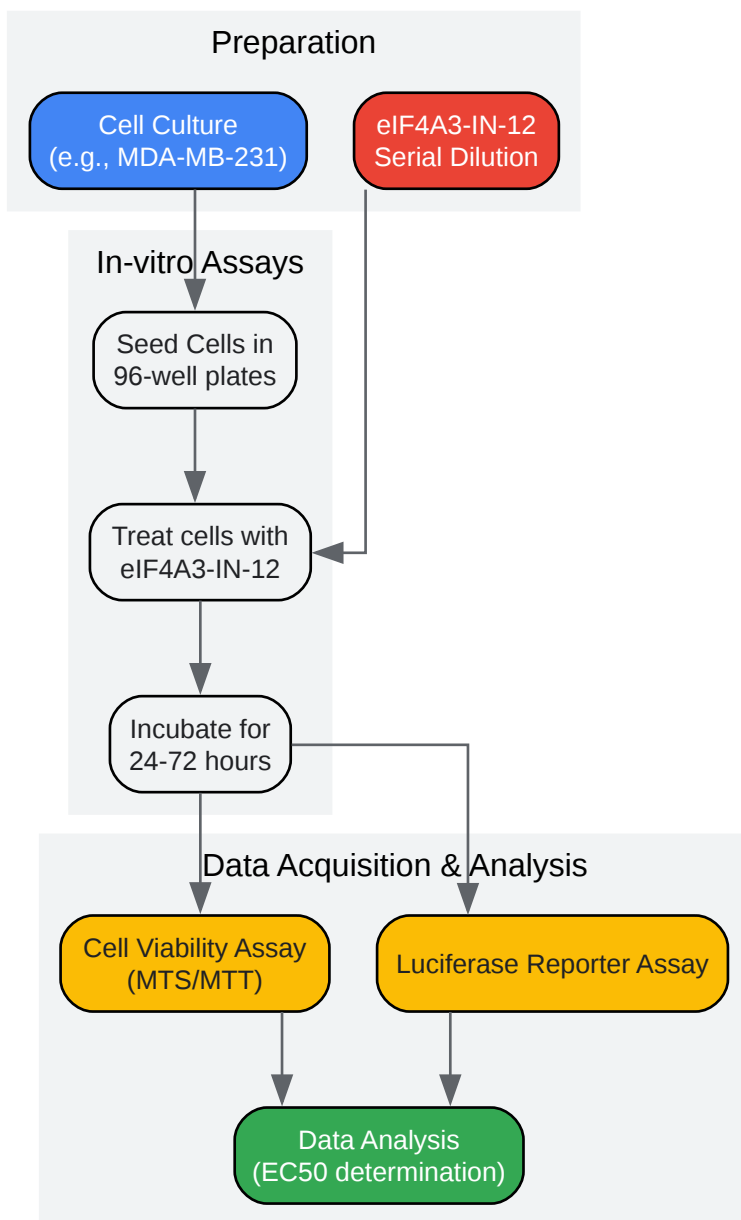 Preparation
Cell Culture
(e.g., MDA-MB-231)
eIF4A3-IN-12
Serial Dilution
In-vitro Assays
Seed Cells in
96-well plates
Treat cells with
eIF4A3-IN-12
Incubate for
24-72 hours
Data Acquisition & Analysis
Cell Viability Assay
(MTS/MTT)
Luciferase Reporter Assay
Data Analysis
(EC50 determination)